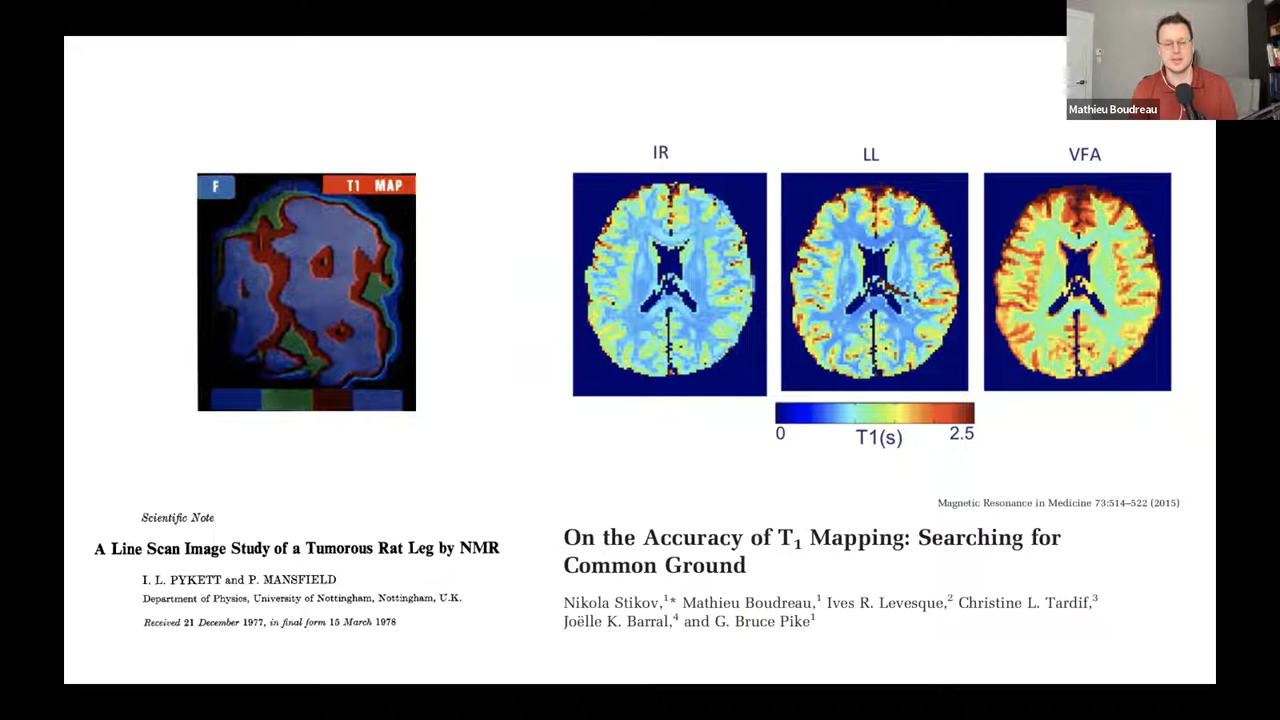 Mathieu Boudreau
F
T1 MAP
IR
LL
VFA
0
T1(s)
2.5
Scientific Note
A Line Scan Image Study of a Tumorous Rat Leg by NMR
I. L. PYKETT and P. MANSFIELD
Department of Physics, University of Nottingham, Nottingham, U.K.
Received 21 December 1977, in final form 15 March 1978
Magnetic Resonance in Medicine 73:514–522 (2015)
On the Accuracy of T₁ Mapping: Searching for
Common Ground
Nikola Stikov,¹* Mathieu Boudreau,¹ Ives R. Levesque,² Christine L. Tardif,³
Joëlle K. Barral,⁴ and G. Bruce Pike¹